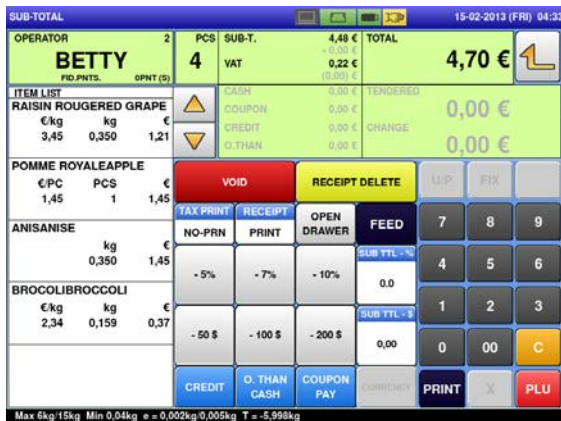 SUB-TOTAL 15-02-2013 (FRI) 04:33
OPERATOR 2
BETTY
FID.PNTS. 0PNT (S)
PCS
4
SUB-T. 4,48 €
- 0,00 €
VAT 0,22 €
(0.00) €
TOTAL
4,70 €
CASH 0,00 €
COUPON 0,00 €
CREDIT 0,00 €
O.THAN 0,00 €
TENDERED
0,00 €
CHANGE
0,00 €
ITEM LIST
RAISIN ROUGERED GRAPE
€/kg kg €
3,45 0,350 1,21
POMME ROYALEAPPLE
€/PC PCS €
1,45 1 1,45
ANISANISE
kg €
0,350 1,45
BROCOLIBROCCOLI
€/kg kg €
2,34 0,159 0,37
VOID
RECEIPT DELETE
U/P FIX
TAX PRINT
NO-PRN
RECEIPT
PRINT
OPEN
DRAWER
FEED
7 8 9
- 5% - 7% - 10%
SUB TTL - %
0.0
4 5 6
- 50 $ - 100 $ - 200 $
SUB TTL - $
0,00
1 2 3
0 00 C
CREDIT
O. THAN
CASH
COUPON
PAY
CURRENCY
PRINT X PLU
Max 6kg/15kg Min 0,04kg e = 0,002kg/0,005kg T = -5,998kg